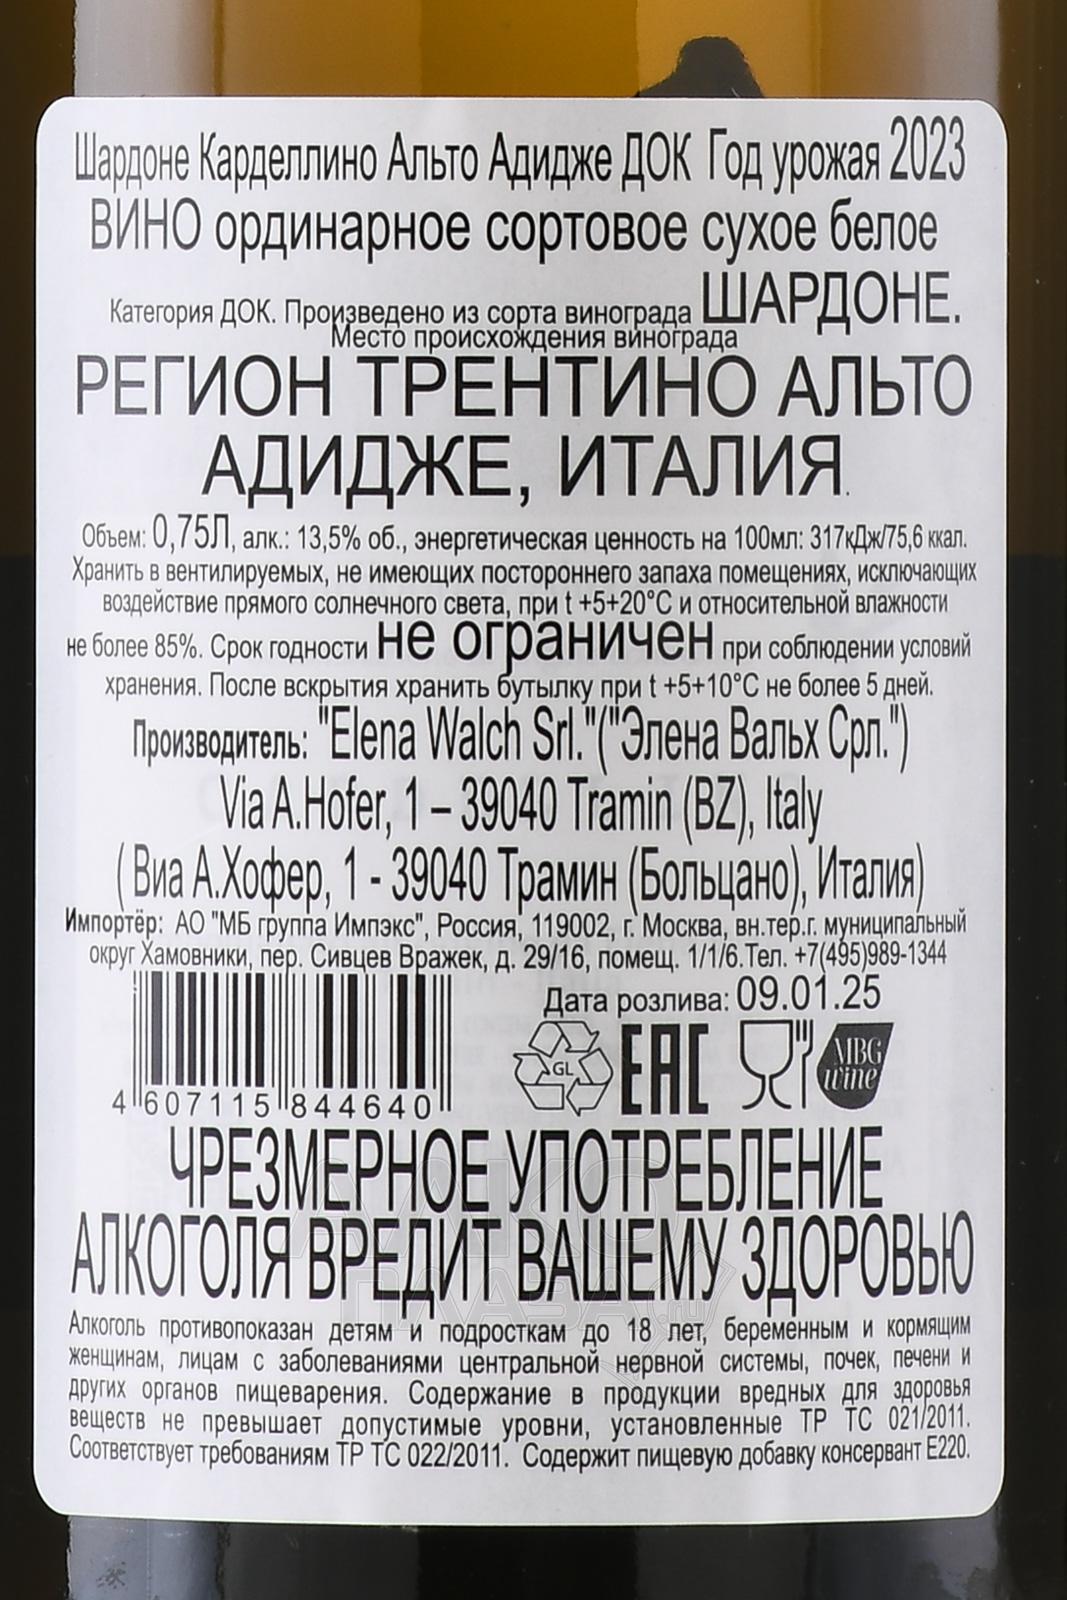 Шардоне Карделлино Альто Адидже ДОК Год урожая 2023
ВИНО ординарное сортовое сухое белое
Категория ДОК. Произведено из сорта винограда ШАРДОНЕ.
Место происхождения винограда
РЕГИОН ТРЕНТИНО АЛЬТО
АДИДЖЕ, ИТАЛИЯ.
Объем: 0,75Л, алк.: 13,5% об., энергетическая ценность на 100мл: 317кДж/75,6 ккал.
Хранить в вентилируемых, не имеющих постороннего запаха помещениях, исключающих
воздействие прямого солнечного света, при t +5+20°С и относительной влажности
не более 85%. Срок годности не ограничен при соблюдении условий
хранения. После вскрытия хранить бутылку при t +5+10°С не более 5 дней.
Производитель: "Elena Walch Srl."("Элена Вальх Срл.")
Via A.Hofer, 1 – 39040 Tramin (BZ), Italy
( Виа А.Хофер, 1 - 39040 Трамин (Больцано), Италия)
Импортёр: АО "МБ группа Импэкс", Россия, 119002, г. Москва, вн.тер.г. муниципальный
округ Хамовники, пер. Сивцев Вражек, д. 29/16, помещ. 1/1/6.Тел. +7(495)989-1344
Дата розлива: 09.01.25
GL EAC MBG wine
4 607115 844640
ЧРЕЗМЕРНОЕ УПОТРЕБЛЕНИЕ
АЛКОГОЛЯ ВРЕДИТ ВАШЕМУ ЗДОРОВЬЮ
АЛКО
ПЛАЗА.ru
Алкоголь противопоказан детям и подросткам до 18 лет, беременным и кормящим
женщинам, лицам с заболеваниями центральной нервной системы, почек, печени и
других органов пищеварения. Содержание в продукции вредных для здоровья
веществ не превышает допустимые уровни, установленные ТР ТС 021/2011.
Соответствует требованиям ТР ТС 022/2011. Содержит пищевую добавку консервант Е220.